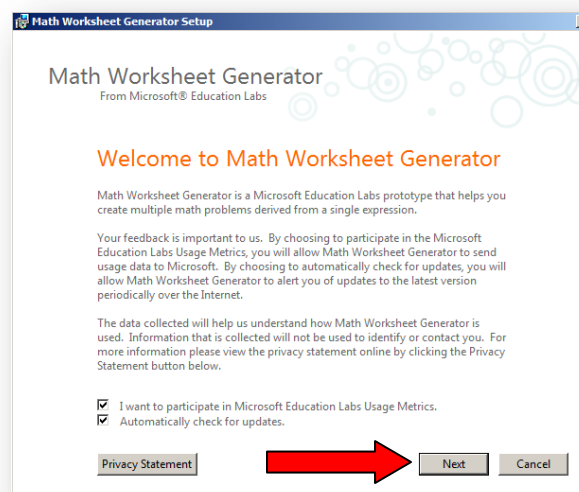 Math Worksheet Generator Setup
Math Worksheet Generator
From Microsoft® Education Labs
Welcome to Math Worksheet Generator
Math Worksheet Generator is a Microsoft Education Labs prototype that helps you
create multiple math problems derived from a single expression.
Your feedback is important to us. By choosing to participate in the Microsoft
Education Labs Usage Metrics, you will allow Math Worksheet Generator to send
usage data to Microsoft. By choosing to automatically check for updates, you will
allow Math Worksheet Generator to alert you of updates to the latest version
periodically over the Internet.
The data collected will help us understand how Math Worksheet Generator is
used. Information that is collected will not be used to identify or contact you. For
more information please view the privacy statement online by clicking the Privacy
Statement button below.
I want to participate in Microsoft Education Labs Usage Metrics.
Automatically check for updates.
Privacy Statement Next Cancel